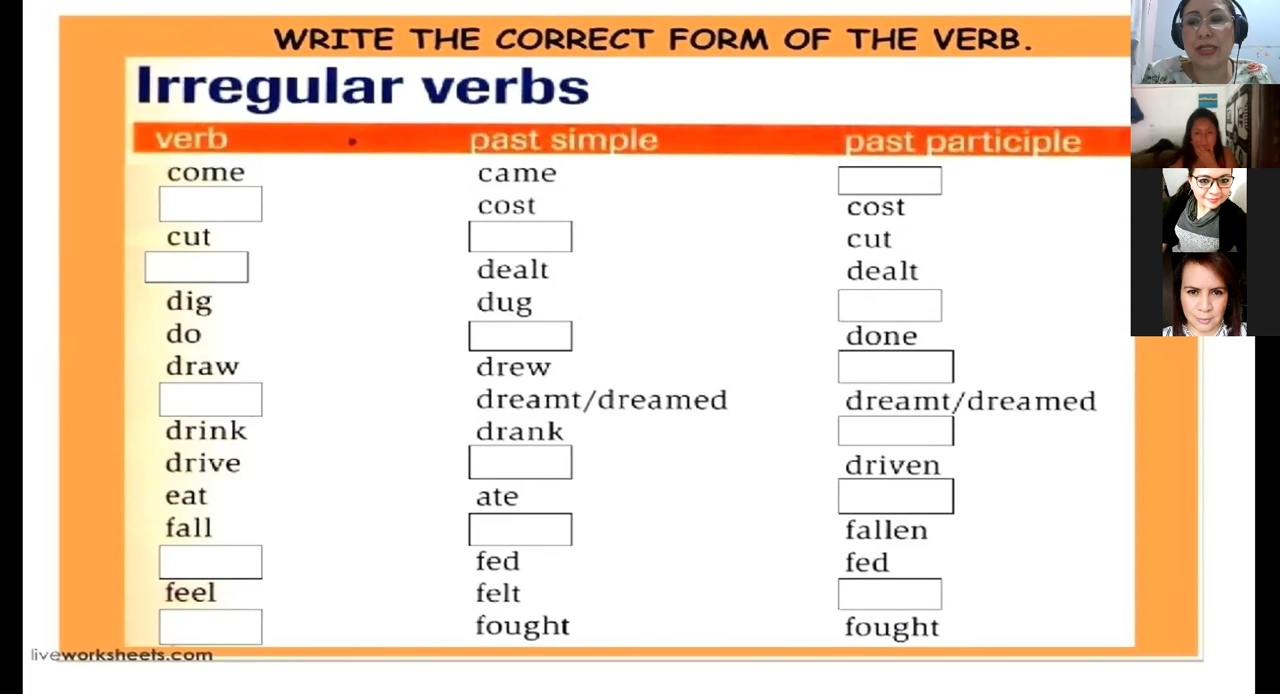 WRITE THE CORRECT FORM OF THE VERB.
Irregular verbs
verb past simple past participle
come came
cost cost
cut cut
dealt dealt
dig dug
do done
draw drew
dreamt/dreamed dreamt/dreamed
drink drank
drive driven
eat ate
fall fallen
fed fed
feel felt
fought fought
liveworksheets.com